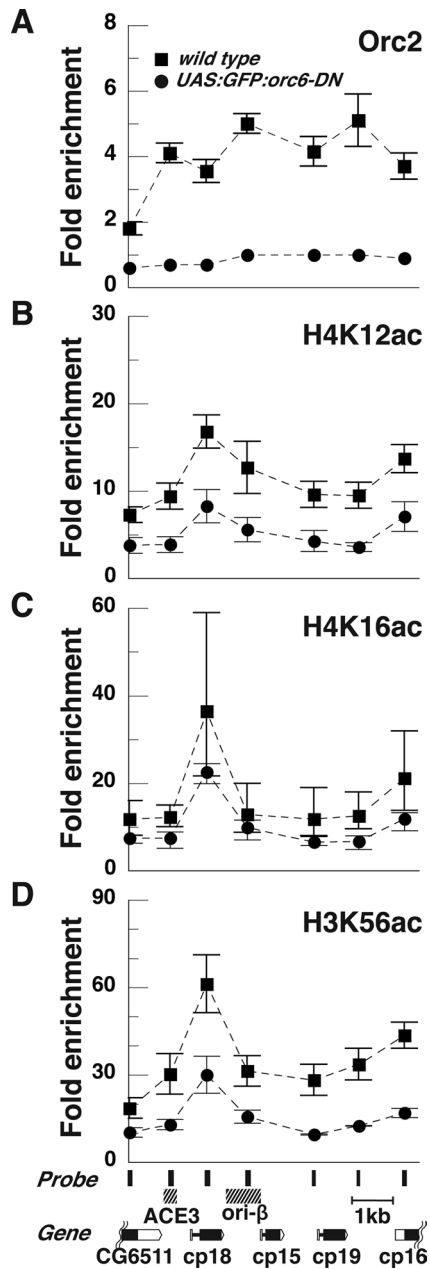 A
Orc2
8
6
4
2
0
Fold enrichment
wild type
UAS:GFP:orc6-DN
B
H4K12ac
30
20
10
0
Fold enrichment
C
H4K16ac
60
40
20
0
Fold enrichment
D
H3K56ac
90
60
30
0
Fold enrichment
Probe
ACE3 ori-β 1kb
Gene
CG6511 cp18 cp15 cp19 cp16